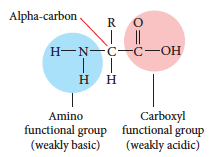 Alpha-carbon
R O
H—N—C—C—OH
H H
Amino
functional group
(weakly basic)
Carboxyl
functional group
(weakly acidic)